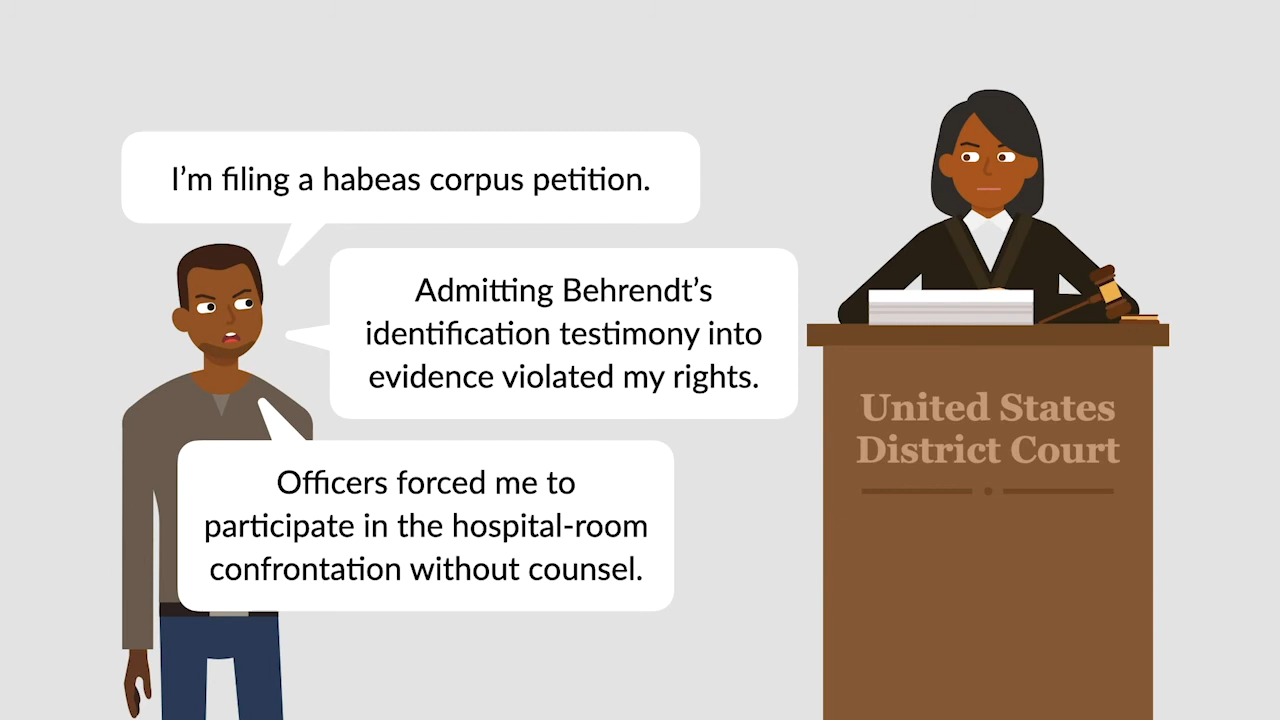 I'm filing a habeas corpus petition.
Admitting Behrendt's
identification testimony into
evidence violated my rights.
Officers forced me to
participate in the hospital-room
confrontation without counsel.
United States
District Court